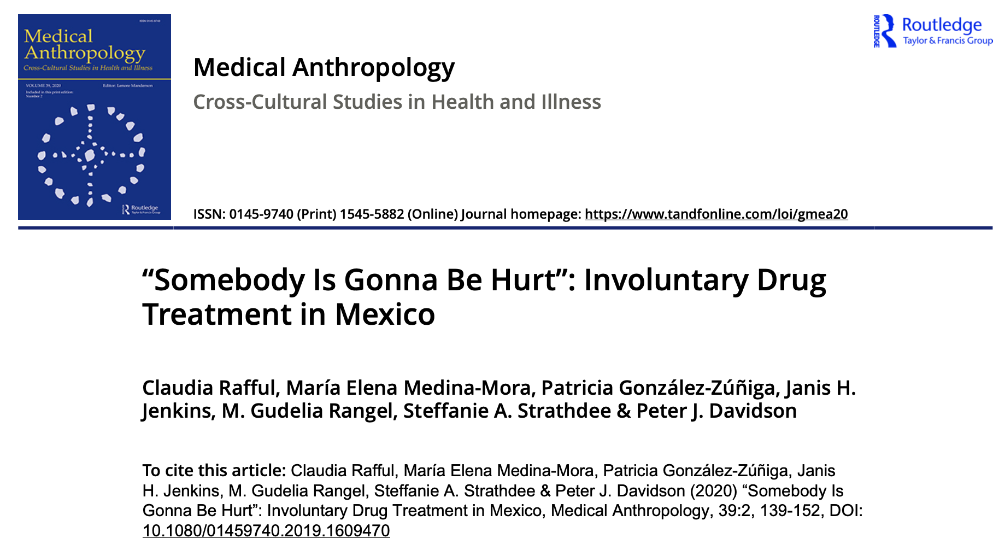 ISSN 0145-9740
Medical
Anthropology
Cross-Cultural Studies in Health and Illness
VOLUME 39, 2020
Editor: Lenore Manderson
Included in this print edition:
Number 2
Routledge
Taylor & Francis Group
ROUTLEDGE
Routledge
Taylor & Francis Group
Medical Anthropology
Cross-Cultural Studies in Health and Illness
ISSN: 0145-9740 (Print) 1545-5882 (Online) Journal homepage: https://www.tandfonline.com/loi/gmea20
“Somebody Is Gonna Be Hurt”: Involuntary Drug
Treatment in Mexico
Claudia Rafful, María Elena Medina-Mora, Patricia González-Zúñiga, Janis H.
Jenkins, M. Gudelia Rangel, Steffanie A. Strathdee & Peter J. Davidson
To cite this article: Claudia Rafful, María Elena Medina-Mora, Patricia González-Zúñiga, Janis
H. Jenkins, M. Gudelia Rangel, Steffanie A. Strathdee & Peter J. Davidson (2020) “Somebody Is
Gonna Be Hurt”: Involuntary Drug Treatment in Mexico, Medical Anthropology, 39:2, 139-152, DOI:
10.1080/01459740.2019.1609470